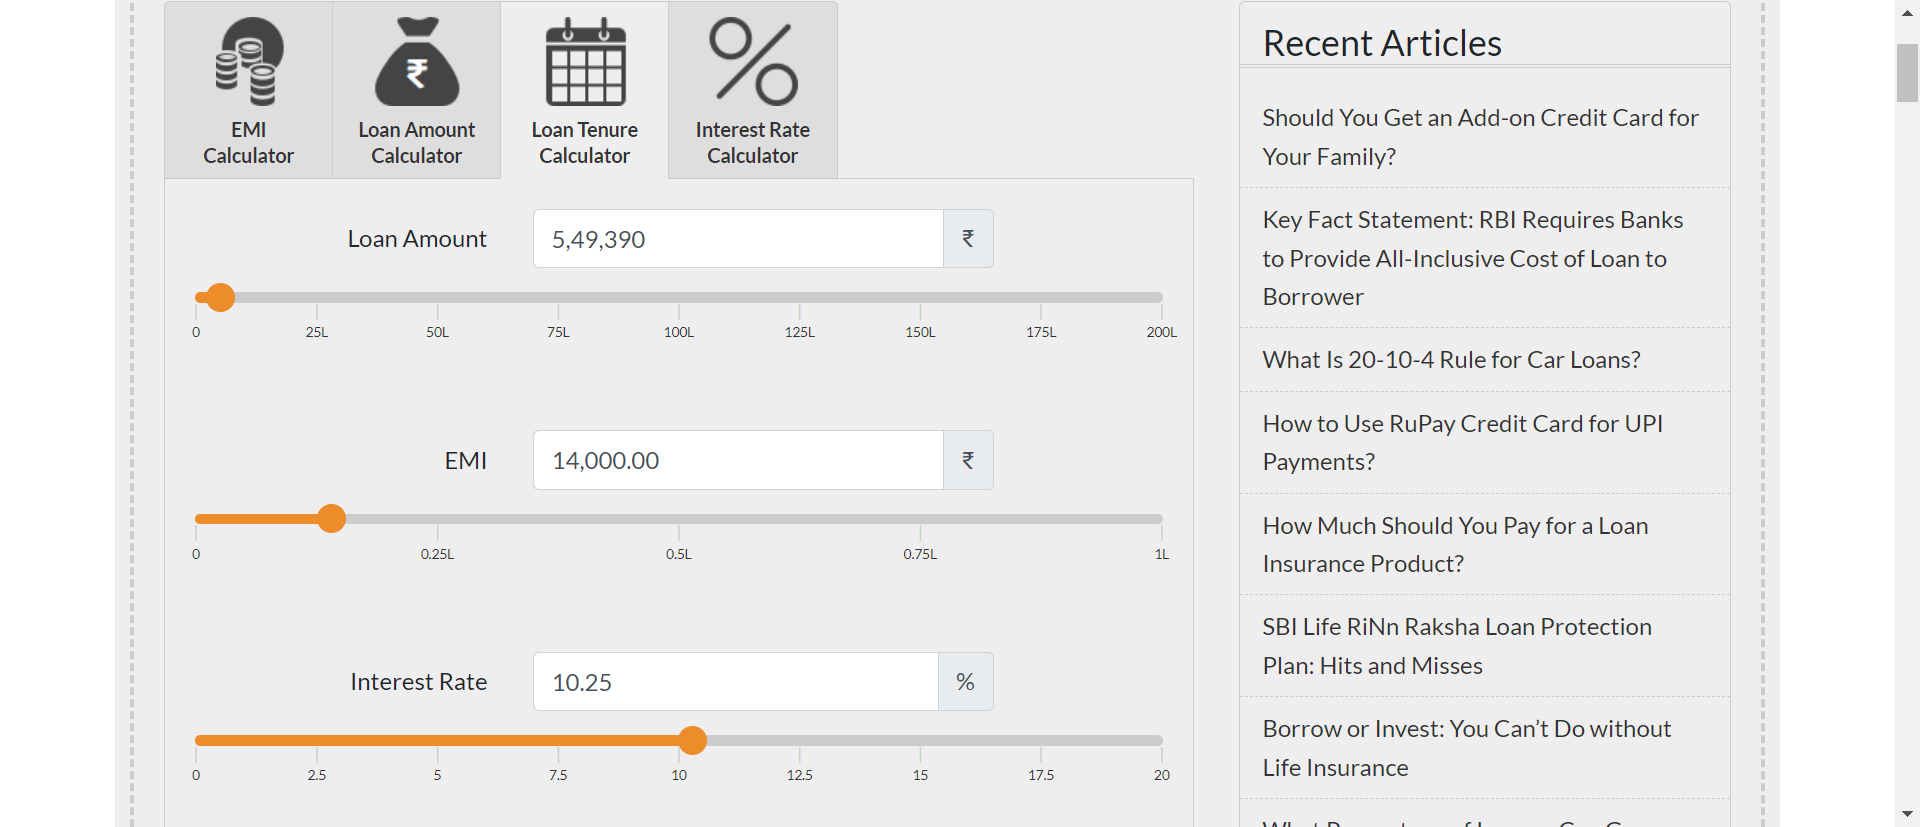 EMI
Calculator
Loan Amount
Calculator
Loan Tenure
Calculator
Interest Rate
Calculator
Loan Amount
5,49,390 ₹
0 25L 50L 75L 100L 125L 150L 175L 200L
EMI
14,000.00 ₹
0 0.25L 0.5L 0.75L 1L
Interest Rate
10.25 %
0 2.5 5 7.5 10 12.5 15 17.5 20
Recent Articles
Should You Get an Add-on Credit Card for
Your Family?
Key Fact Statement: RBI Requires Banks
to Provide All-Inclusive Cost of Loan to
Borrower
What Is 20-10-4 Rule for Car Loans?
How to Use RuPay Credit Card for UPI
Payments?
How Much Should You Pay for a Loan
Insurance Product?
SBI Life RiNn Raksha Loan Protection
Plan: Hits and Misses
Borrow or Invest: You Can’t Do without
Life Insurance